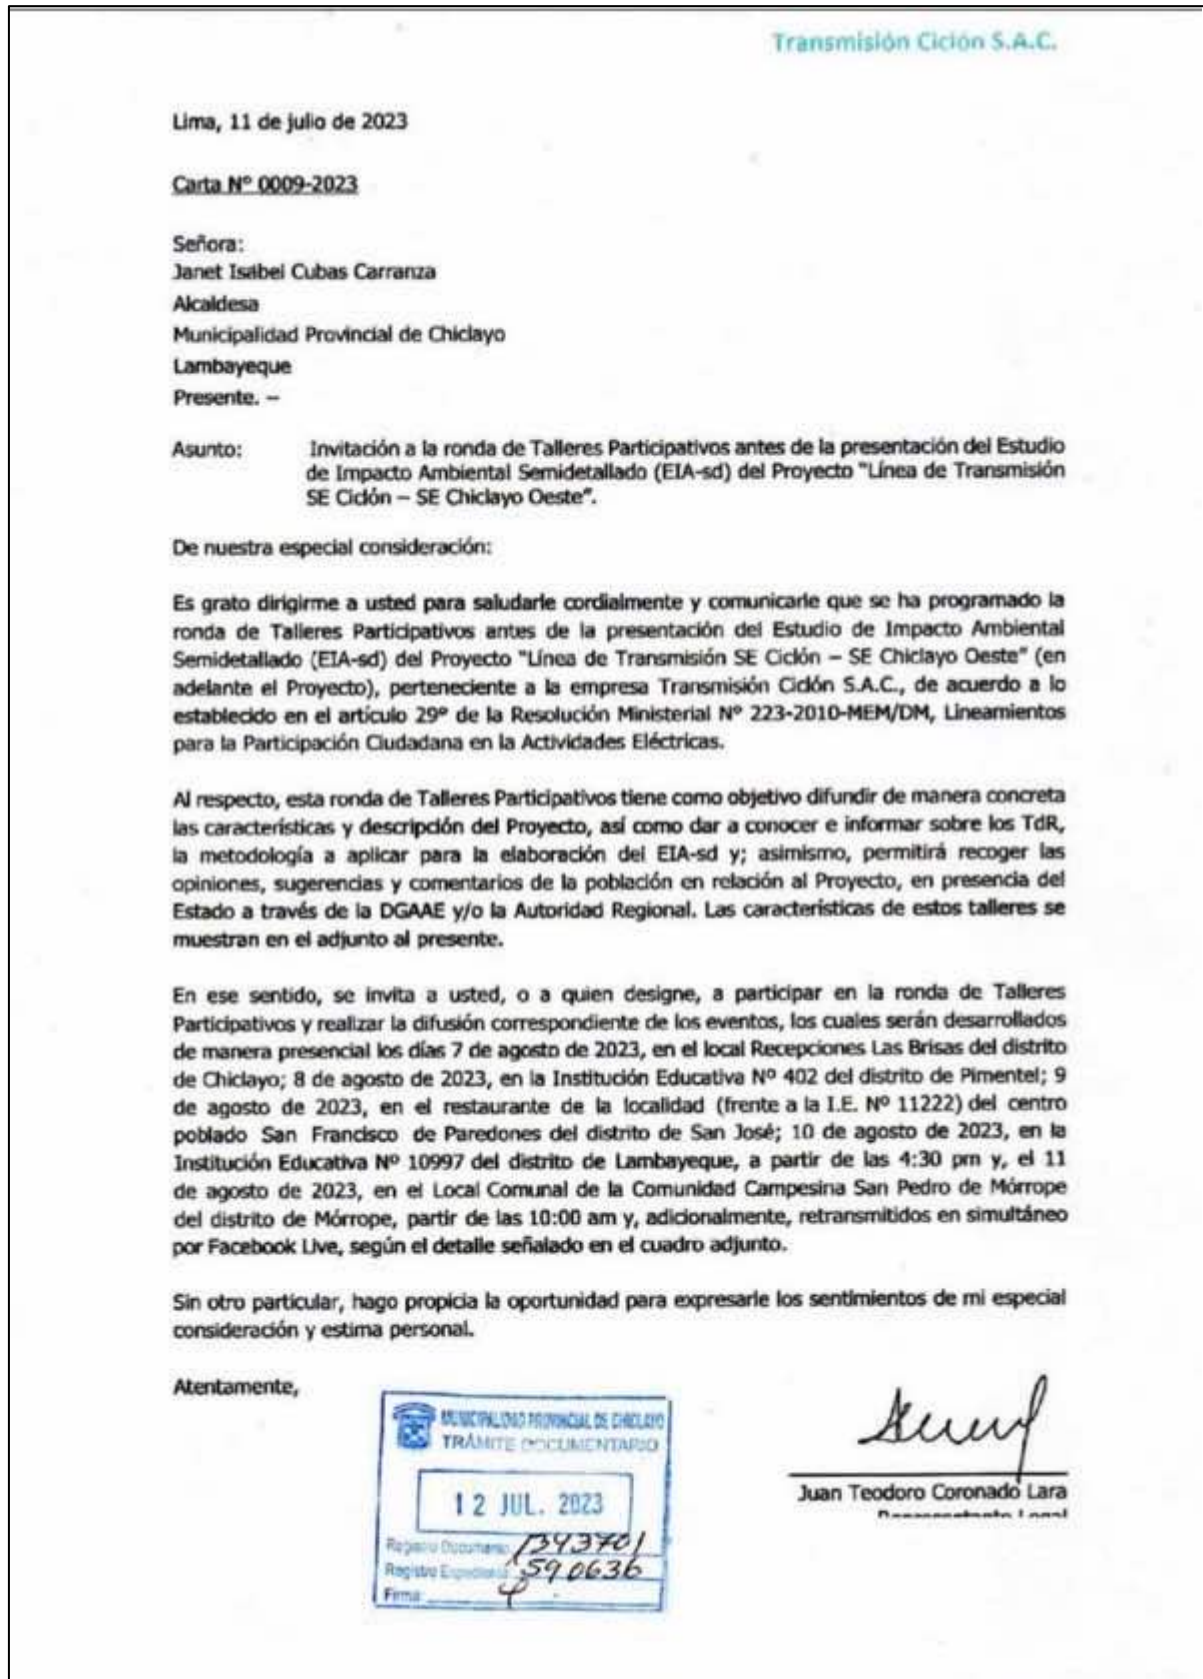 Transmisión Ciclón S.A.C.
Lima, 11 de julio de 2023
Carta Nº 0009-2023
Señora:
Janet Isabel Cubas Carranza
Alcaldesa
Municipalidad Provincial de Chiclayo
Lambayeque
Presente. –
Asunto: Invitación a la ronda de Talleres Participativos antes de la presentación del Estudio
de Impacto Ambiental Semidetallado (EIA-sd) del Proyecto "Línea de Transmisión
SE Ciclón – SE Chiclayo Oeste".
De nuestra especial consideración:
Es grato dirigirme a usted para saludarle cordialmente y comunicarle que se ha programado la
ronda de Talleres Participativos antes de la presentación del Estudio de Impacto Ambiental
Semidetallado (EIA-sd) del Proyecto "Línea de Transmisión SE Ciclón – SE Chiclayo Oeste" (en
adelante el Proyecto), perteneciente a la empresa Transmisión Ciclón S.A.C., de acuerdo a lo
establecido en el artículo 29º de la Resolución Ministerial Nº 223-2010-MEM/DM, Lineamientos
para la Participación Ciudadana en la Actividades Eléctricas.
Al respecto, esta ronda de Talleres Participativos tiene como objetivo difundir de manera concreta
las características y descripción del Proyecto, así como dar a conocer e informar sobre los TdR,
la metodología a aplicar para la elaboración del EIA-sd y; asimismo, permitirá recoger las
opiniones, sugerencias y comentarios de la población en relación al Proyecto, en presencia del
Estado a través de la DGAAE y/o la Autoridad Regional. Las características de estos talleres se
muestran en el adjunto al presente.
En ese sentido, se invita a usted, o a quien designe, a participar en la ronda de Talleres
Participativos y realizar la difusión correspondiente de los eventos, los cuales serán desarrollados
de manera presencial los días 7 de agosto de 2023, en el local Recepciones Las Brisas del distrito
de Chiclayo; 8 de agosto de 2023, en la Institución Educativa Nº 402 del distrito de Pimentel; 9
de agosto de 2023, en el restaurante de la localidad (frente a la I.E. Nº 11222) del centro
poblado San Francisco de Paredones del distrito de San José; 10 de agosto de 2023, en la
Institución Educativa Nº 10997 del distrito de Lambayeque, a partir de las 4:30 pm y, el 11
de agosto de 2023, en el Local Comunal de la Comunidad Campesina San Pedro de Mórrope
del distrito de Mórrope, partir de las 10:00 am y, adicionalmente, retransmitidos en simultáneo
por Facebook Live, según el detalle señalado en el cuadro adjunto.
Sin otro particular, hago propicia la oportunidad para expresarle los sentimientos de mi especial
consideración y estima personal.
Atentamente,
MUNICIPALIDAD PROVINCIAL DE CHICLAYO
TRÁMITE DOCUMENTARIO
12 JUL. 2023
Registro Documento 1343701
Registro Expediente 590636
Firma
Juan Teodoro Coronado Lara
Representante Legal